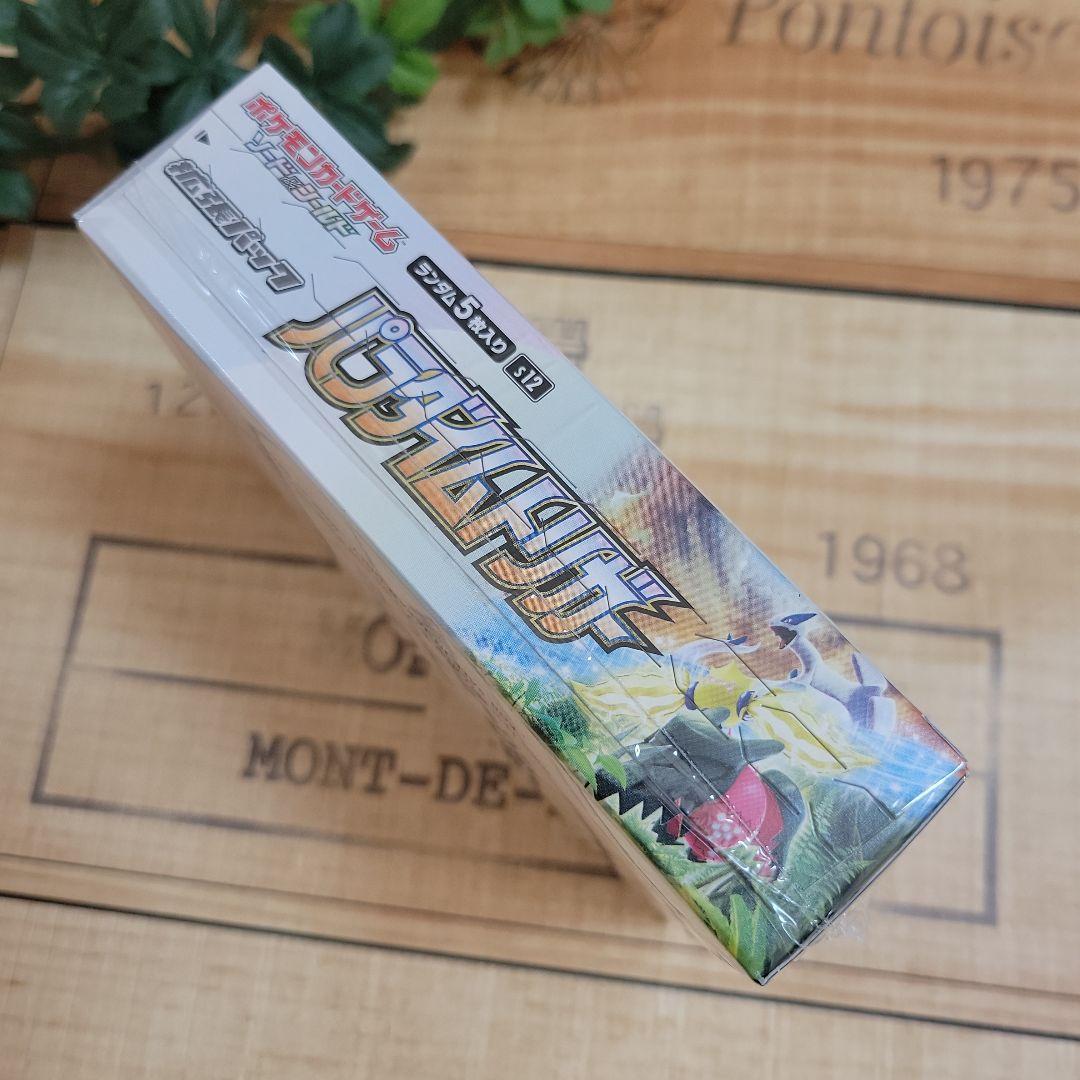 ポケモンカードゲーム
ソード&シールド
拡張パック
ランダム5枚入り
s12
パラダイムトリガー
Pontoise
1975
1968
MONT-DE-